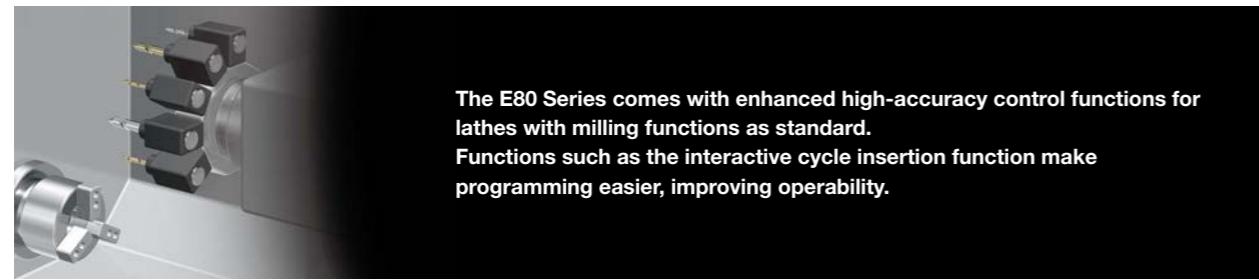 The E80 Series comes with enhanced high-accuracy control functions for
lathes with milling functions as standard.
Functions such as the interactive cycle insertion function make
programming easier, improving operability.